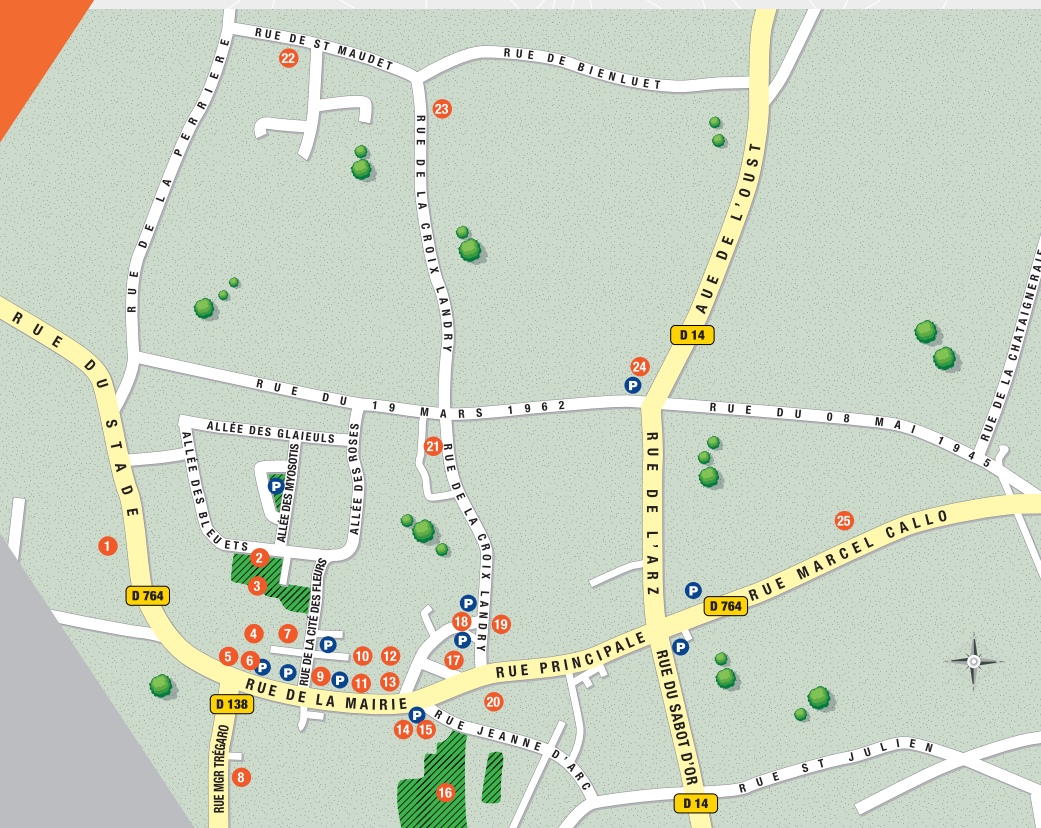 RUE DE ST MAUDET
RUE DE BIENLUET
22
23
RUE DE LA PERRIERE
RUE DE LA CROIX LANDRY
AUE DE L'OUST
RUE DE LA CHATAIGNERAIE
RUE DU STADE
D 14
24
P
RUE DU 19 MARS 1962
RUE DU 08 MAI 1945
ALLÉE DES GLAIEULS
ALLÉE DES BLEUETS
ALLÉE DES MYOSOTIS
ALLÉE DES ROSES
21
RUE DE LA CROIX LANDRY
RUE DE L'ARZ
P
25
RUE MARCEL CALLO
1
2
3
D 764
RUE DE LA CITÉ DES FLEURS
P
D 764
P
18
19
P
4
7
P
5
6
P
P
9
P
10
12
11
13
17
RUE PRINCIPALE
P
RUE DU SABOT D'OR
RUE DE LA MAIRIE
D 138
20
P
14
15
RUE JEANNE D'ARC
RUE MGR TRÉGARO
8
16
RUE ST JULIEN
D 14